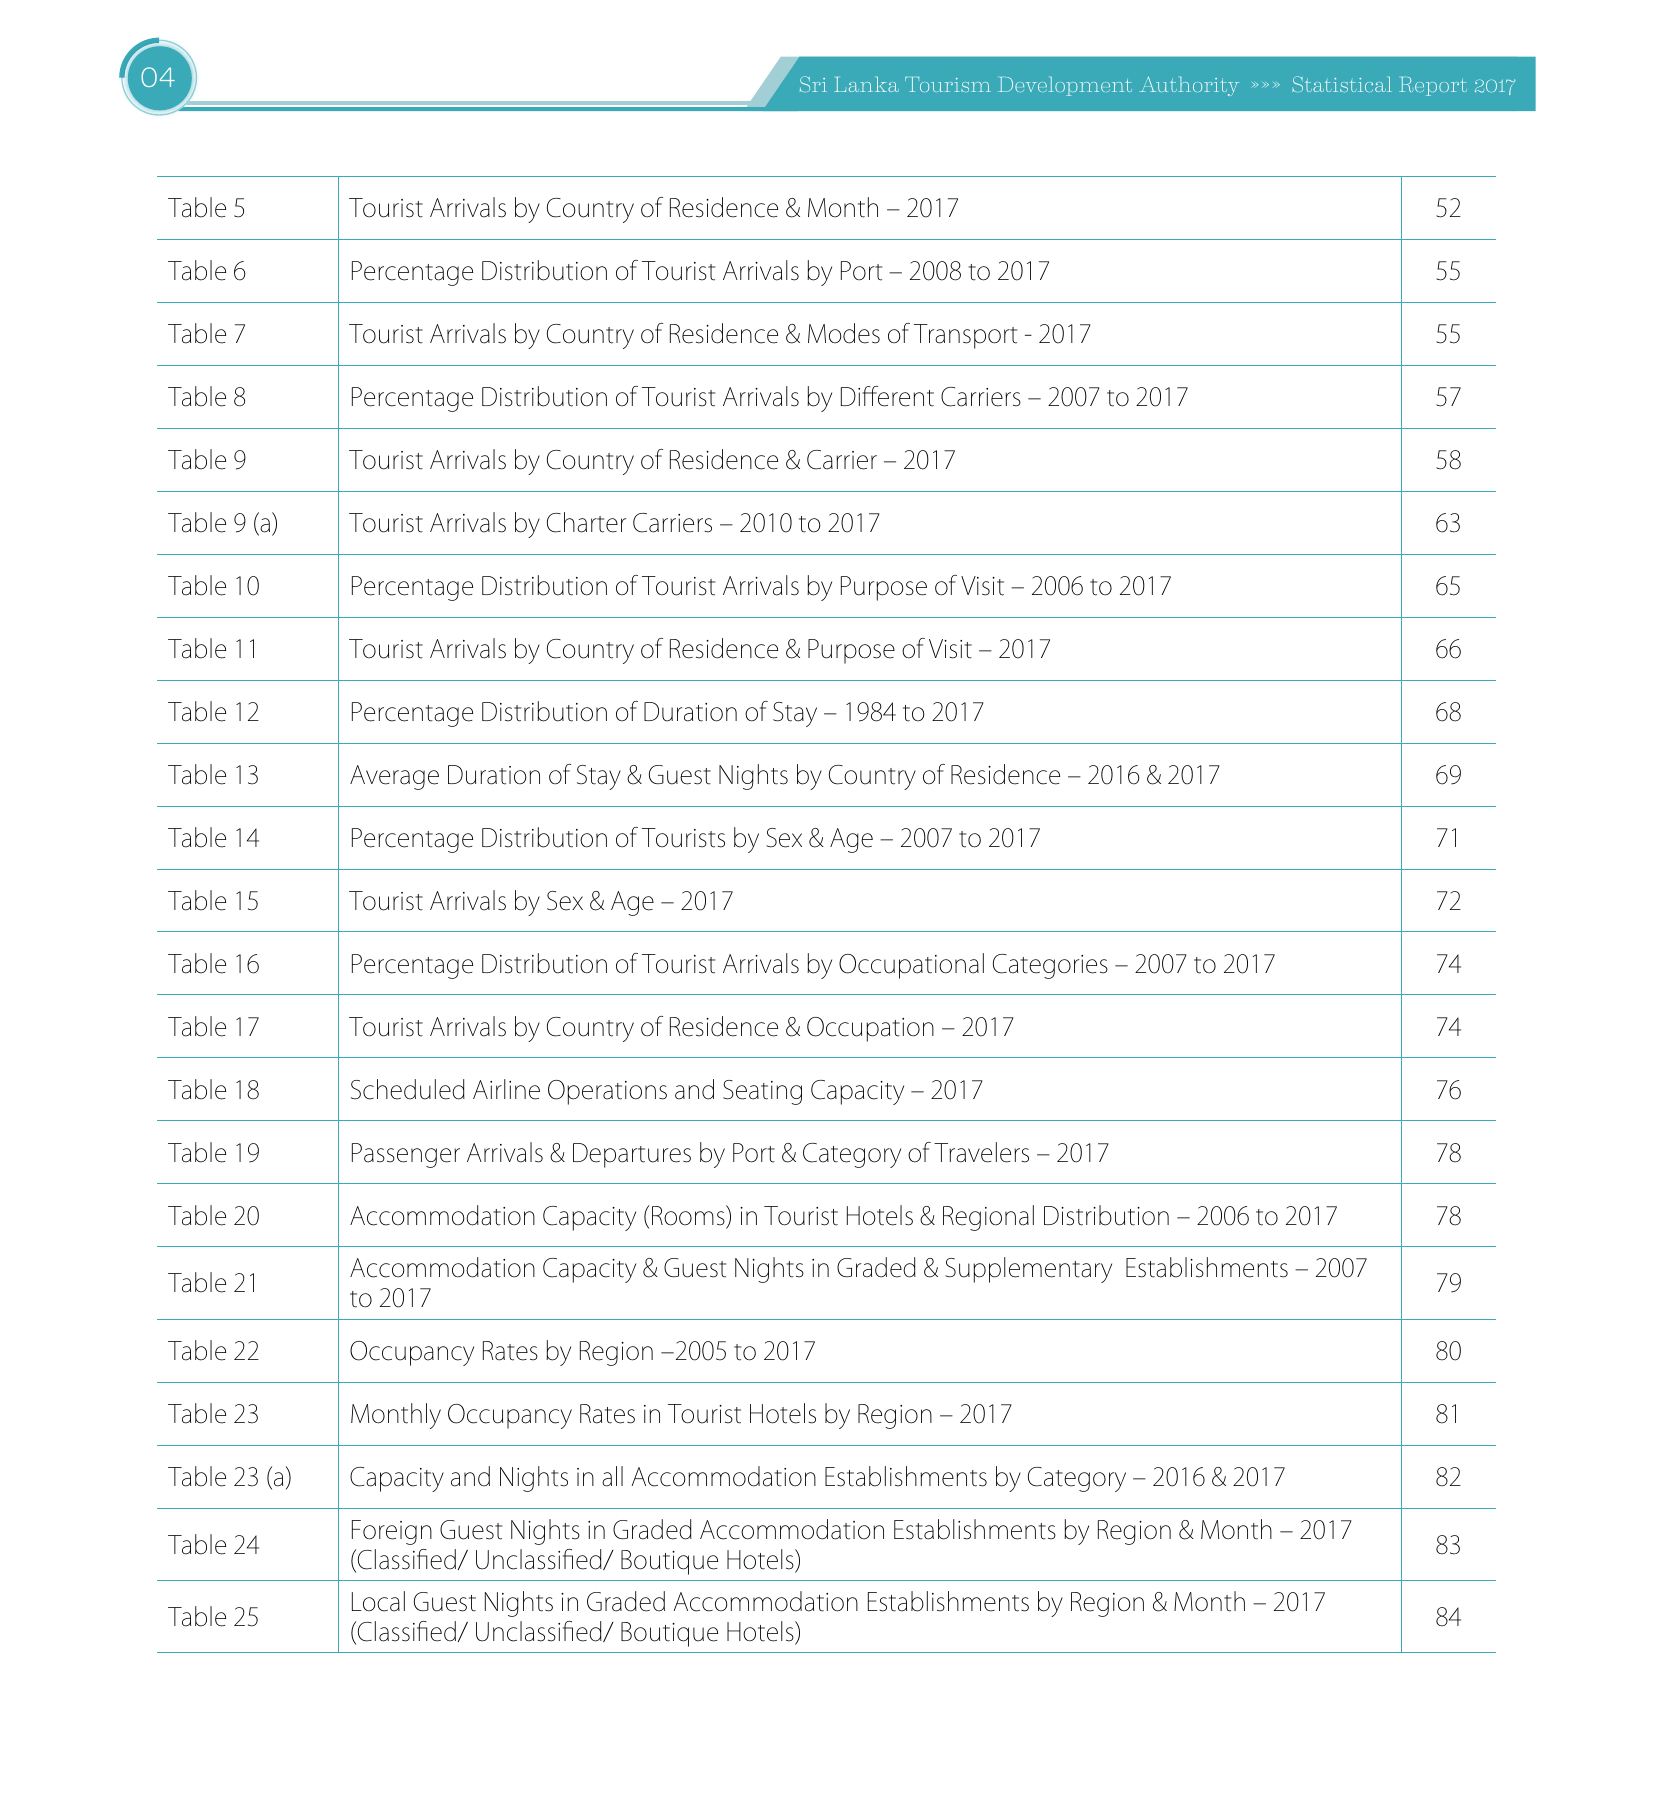 04
Sri Lanka Tourism Development Authority »»» Statistical Report 2017
Table 5 Tourist Arrivals by Country of Residence & Month – 2017 52
Table 6 Percentage Distribution of Tourist Arrivals by Port – 2008 to 2017 55
Table 7 Tourist Arrivals by Country of Residence & Modes of Transport - 2017 55
Table 8 Percentage Distribution of Tourist Arrivals by Different Carriers – 2007 to 2017 57
Table 9 Tourist Arrivals by Country of Residence & Carrier – 2017 58
Table 9 (a) Tourist Arrivals by Charter Carriers – 2010 to 2017 63
Table 10 Percentage Distribution of Tourist Arrivals by Purpose of Visit – 2006 to 2017 65
Table 11 Tourist Arrivals by Country of Residence & Purpose of Visit – 2017 66
Table 12 Percentage Distribution of Duration of Stay – 1984 to 2017 68
Table 13 Average Duration of Stay & Guest Nights by Country of Residence – 2016 & 2017 69
Table 14 Percentage Distribution of Tourists by Sex & Age – 2007 to 2017 71
Table 15 Tourist Arrivals by Sex & Age – 2017 72
Table 16 Percentage Distribution of Tourist Arrivals by Occupational Categories – 2007 to 2017 74
Table 17 Tourist Arrivals by Country of Residence & Occupation – 2017 74
Table 18 Scheduled Airline Operations and Seating Capacity – 2017 76
Table 19 Passenger Arrivals & Departures by Port & Category of Travelers – 2017 78
Table 20 Accommodation Capacity (Rooms) in Tourist Hotels & Regional Distribution – 2006 to 2017 78
Table 21 Accommodation Capacity & Guest Nights in Graded & Supplementary Establishments – 2007
to 2017 79
Table 22 Occupancy Rates by Region –2005 to 2017 80
Table 23 Monthly Occupancy Rates in Tourist Hotels by Region – 2017 81
Table 23 (a) Capacity and Nights in all Accommodation Establishments by Category – 2016 & 2017 82
Table 24 Foreign Guest Nights in Graded Accommodation Establishments by Region & Month – 2017
(Classified/ Unclassified/ Boutique Hotels) 83
Table 25 Local Guest Nights in Graded Accommodation Establishments by Region & Month – 2017
(Classified/ Unclassified/ Boutique Hotels) 84